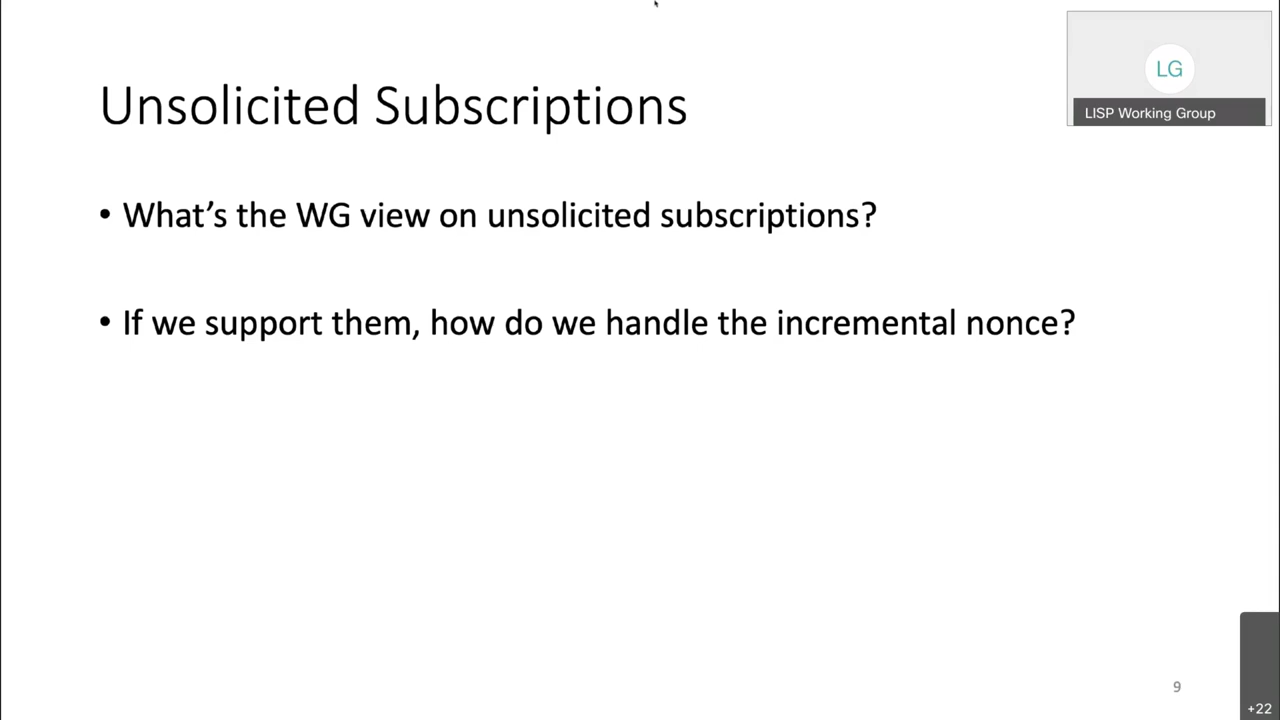 LG
LISP Working Group
Unsolicited Subscriptions
• What's the WG view on unsolicited subscriptions?
• If we support them, how do we handle the incremental nonce?
9
+22